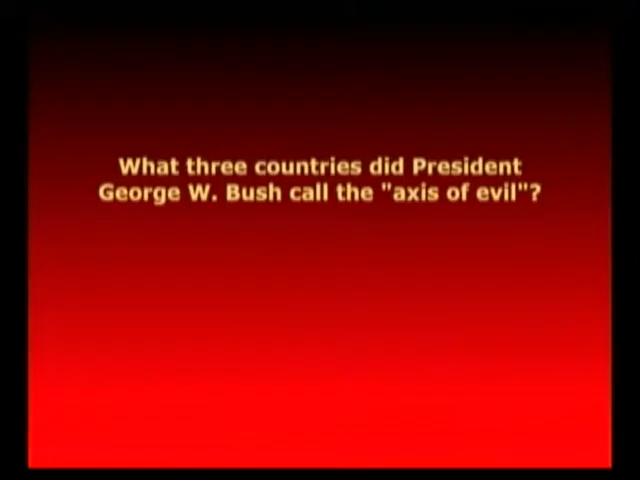 What three countries did President
George W. Bush call the "axis of evil"?